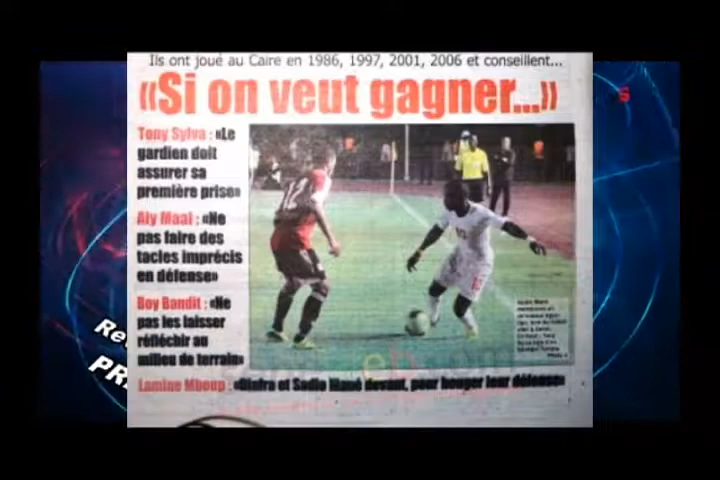 Ils ont joué au Caire en 1986, 1997, 2001, 2006 et conseillent...
«Si on veut gagner...»
Tony Sylva : «Le
gardien doit
assurer sa
première prise»
Aly Maal : «Ne
pas faire des
tacles imprécis
en défense»
Boy Bandit : «Ne
pas les laisser
réfléchir au
milieu de terrain»
Lamine Mboup : «Diafra et Sadio Mané devant, pour bouger leur défense»
Re
PR
S